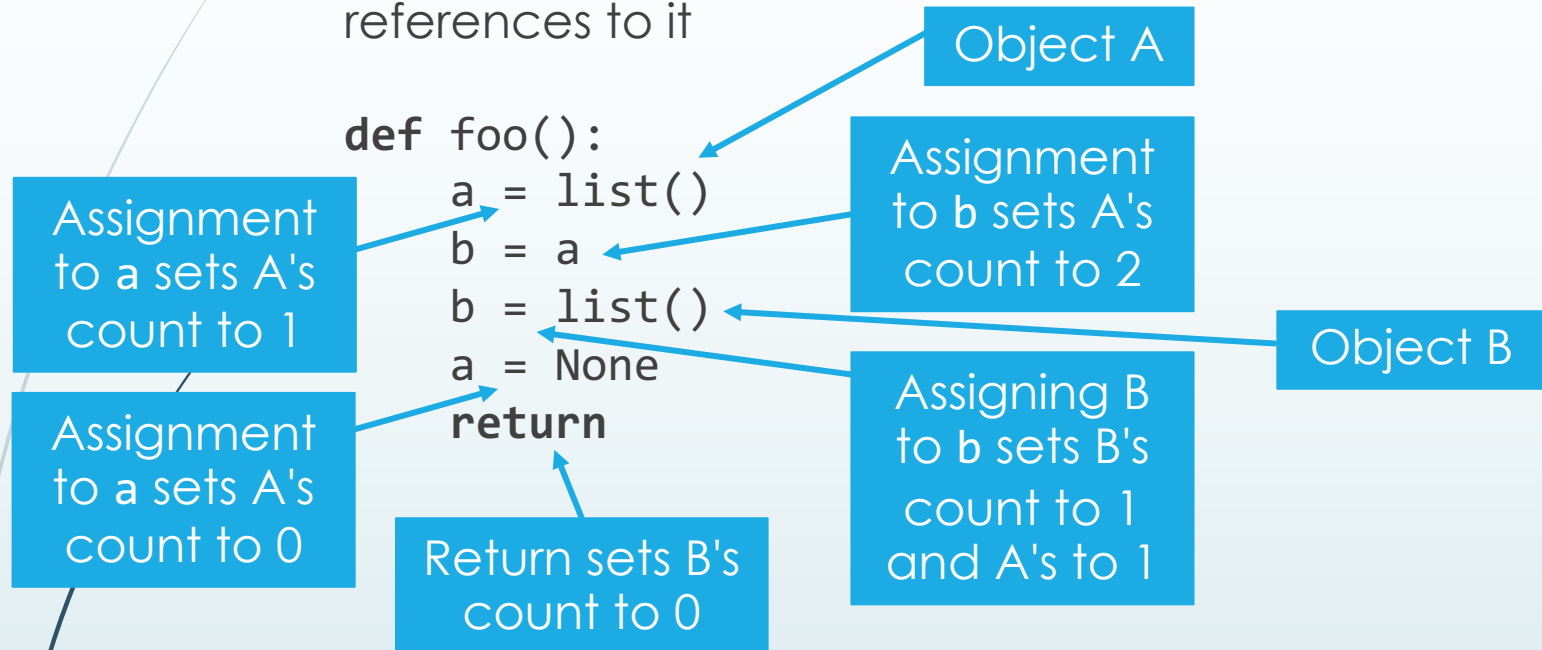 references to it
Object A
def foo():
a = list()
b = a
b = list()
a = None
return
Assignment
to a sets A's
count to 1
Assignment
to b sets A's
count to 2
Object B
Assigning B
to b sets B's
count to 1
and A's to 1
Assignment
to a sets A's
count to 0
Return sets B's
count to 0